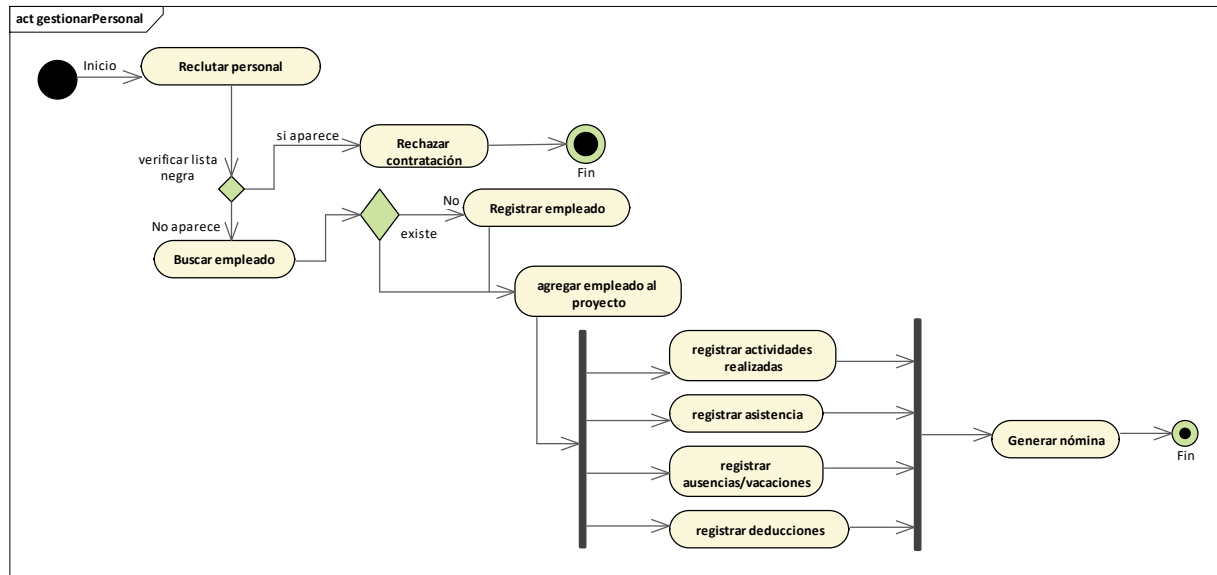 act gestionarPersonal
Inicio
Reclutar personal
si aparece
Rechazar
contratación
Fin
verificar lista
negra
No aparece
Buscar empleado
No
existe
Registrar empleado
agregar empleado al
proyecto
registrar actividades
realizadas
registrar asistencia
registrar
ausencias/vacaciones
registrar deducciones
Generar nómina
Fin